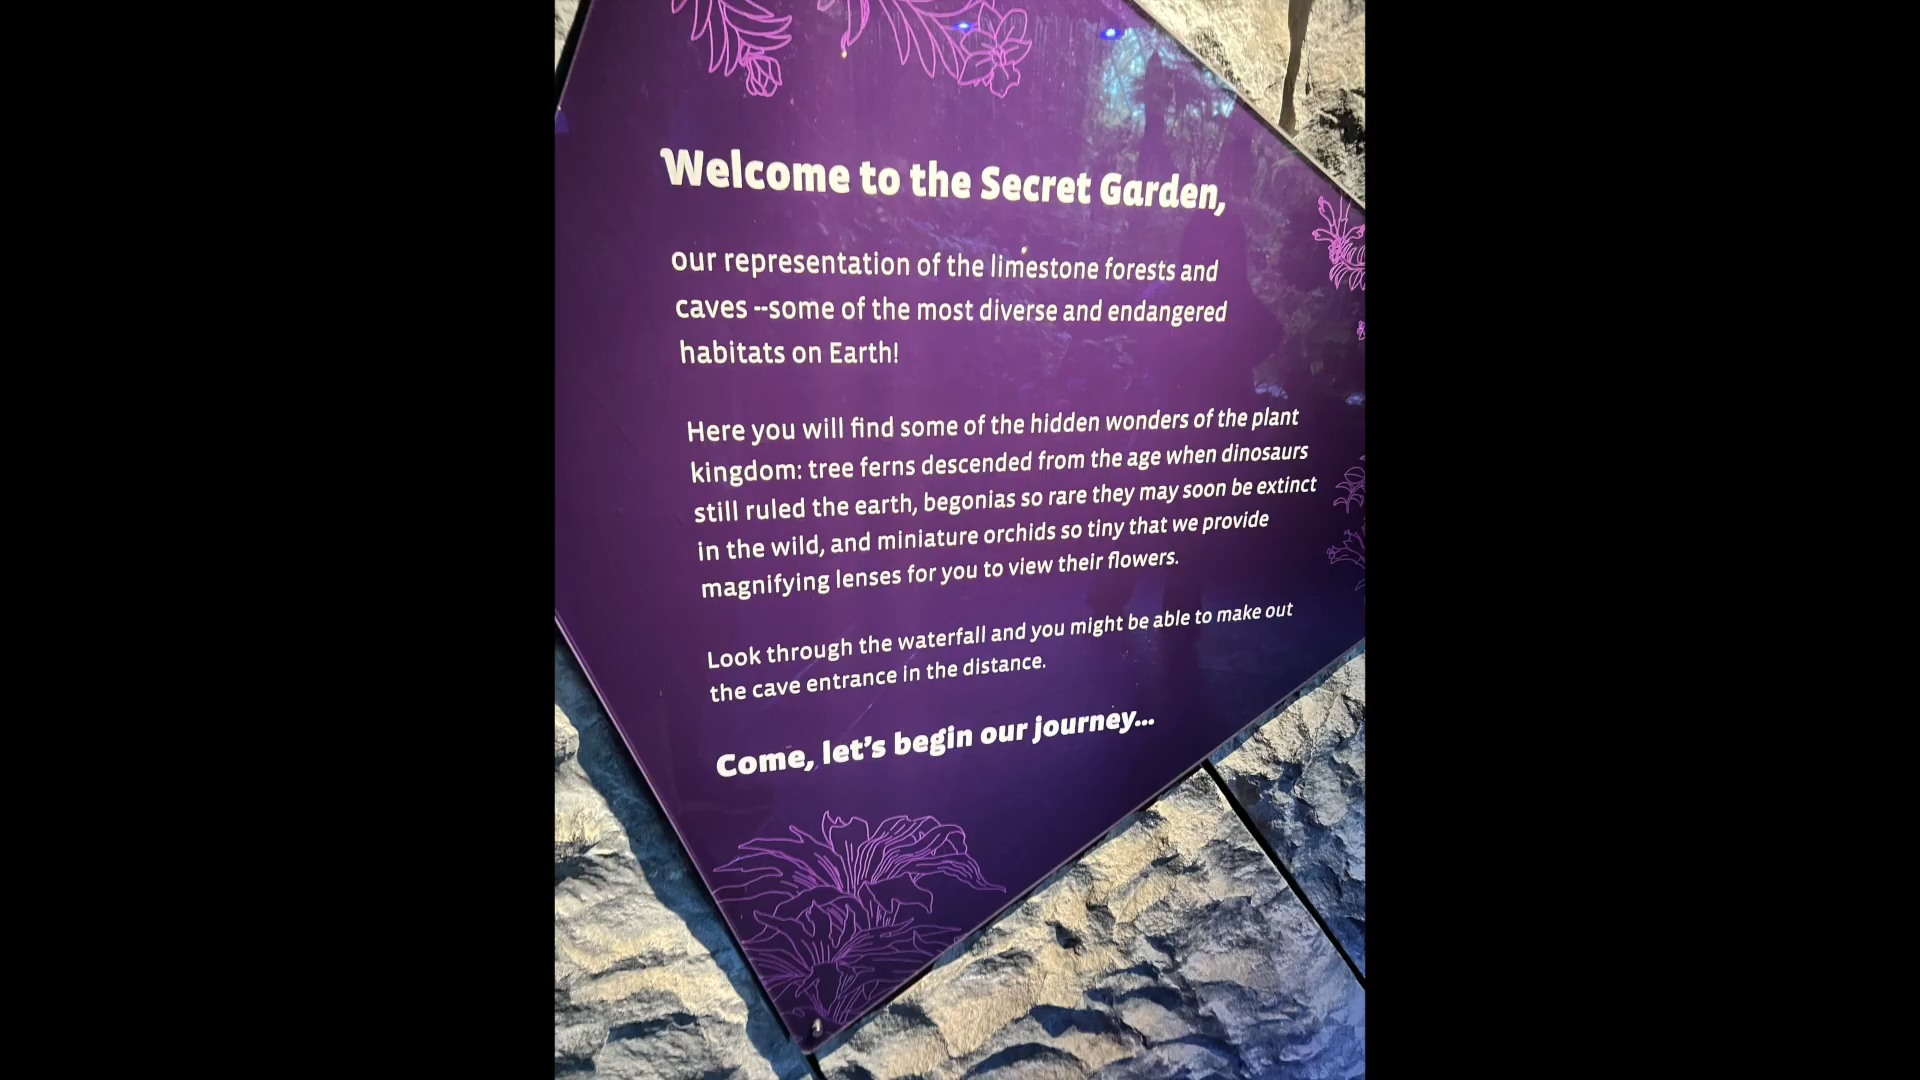 Welcome to the Secret Garden,
our representation of the limestone forests and
caves --some of the most diverse and endangered
habitats on Earth!
Here you will find some of the hidden wonders of the plant
kingdom: tree ferns descended from the age when dinosaurs
still ruled the earth, begonias so rare they may soon be extinct
in the wild, and miniature orchids so tiny that we provide
magnifying lenses for you to view their flowers.
Look through the waterfall and you might be able to make out
the cave entrance in the distance.
Come, let's begin our journey...